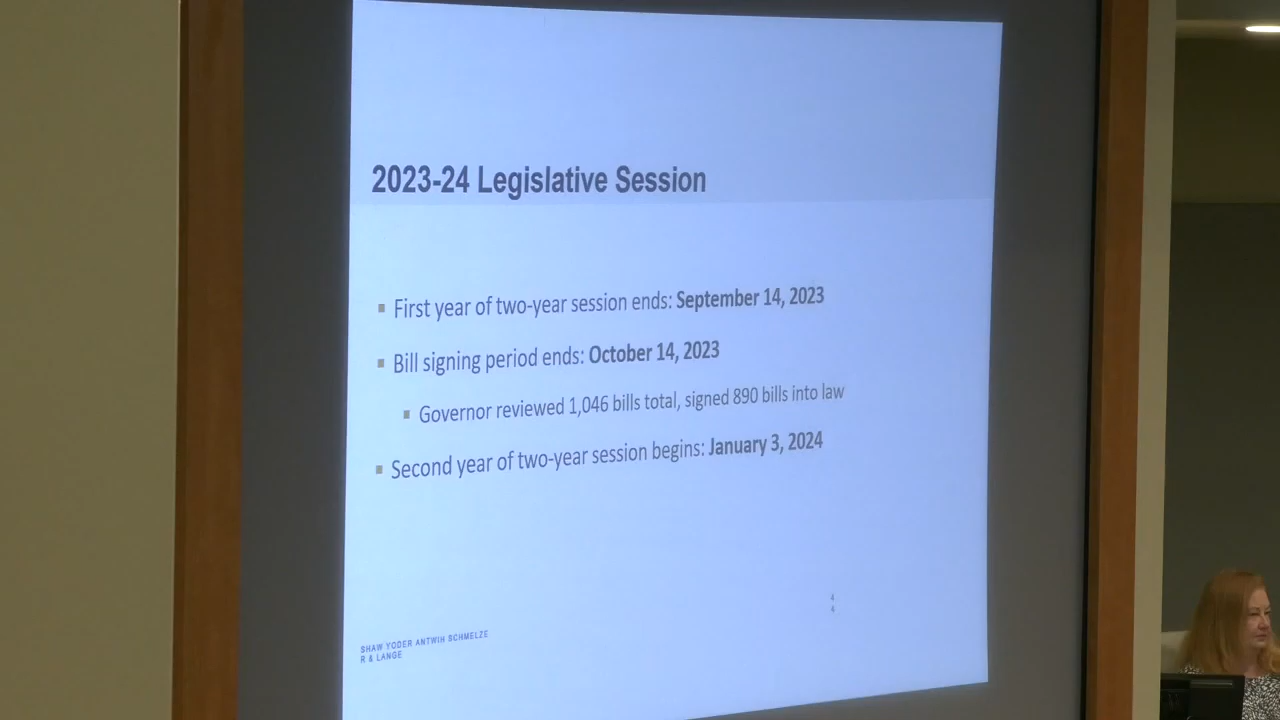 2023-24 Legislative Session
▪ First year of two-year session ends: September 14, 2023
▪ Bill signing period ends: October 14, 2023
▪ Governor reviewed 1,046 bills total, signed 890 bills into law
▪ Second year of two-year session begins: January 3, 2024
4
4
SHAW YODER ANTWIH SCHMELZE
R & LANGE